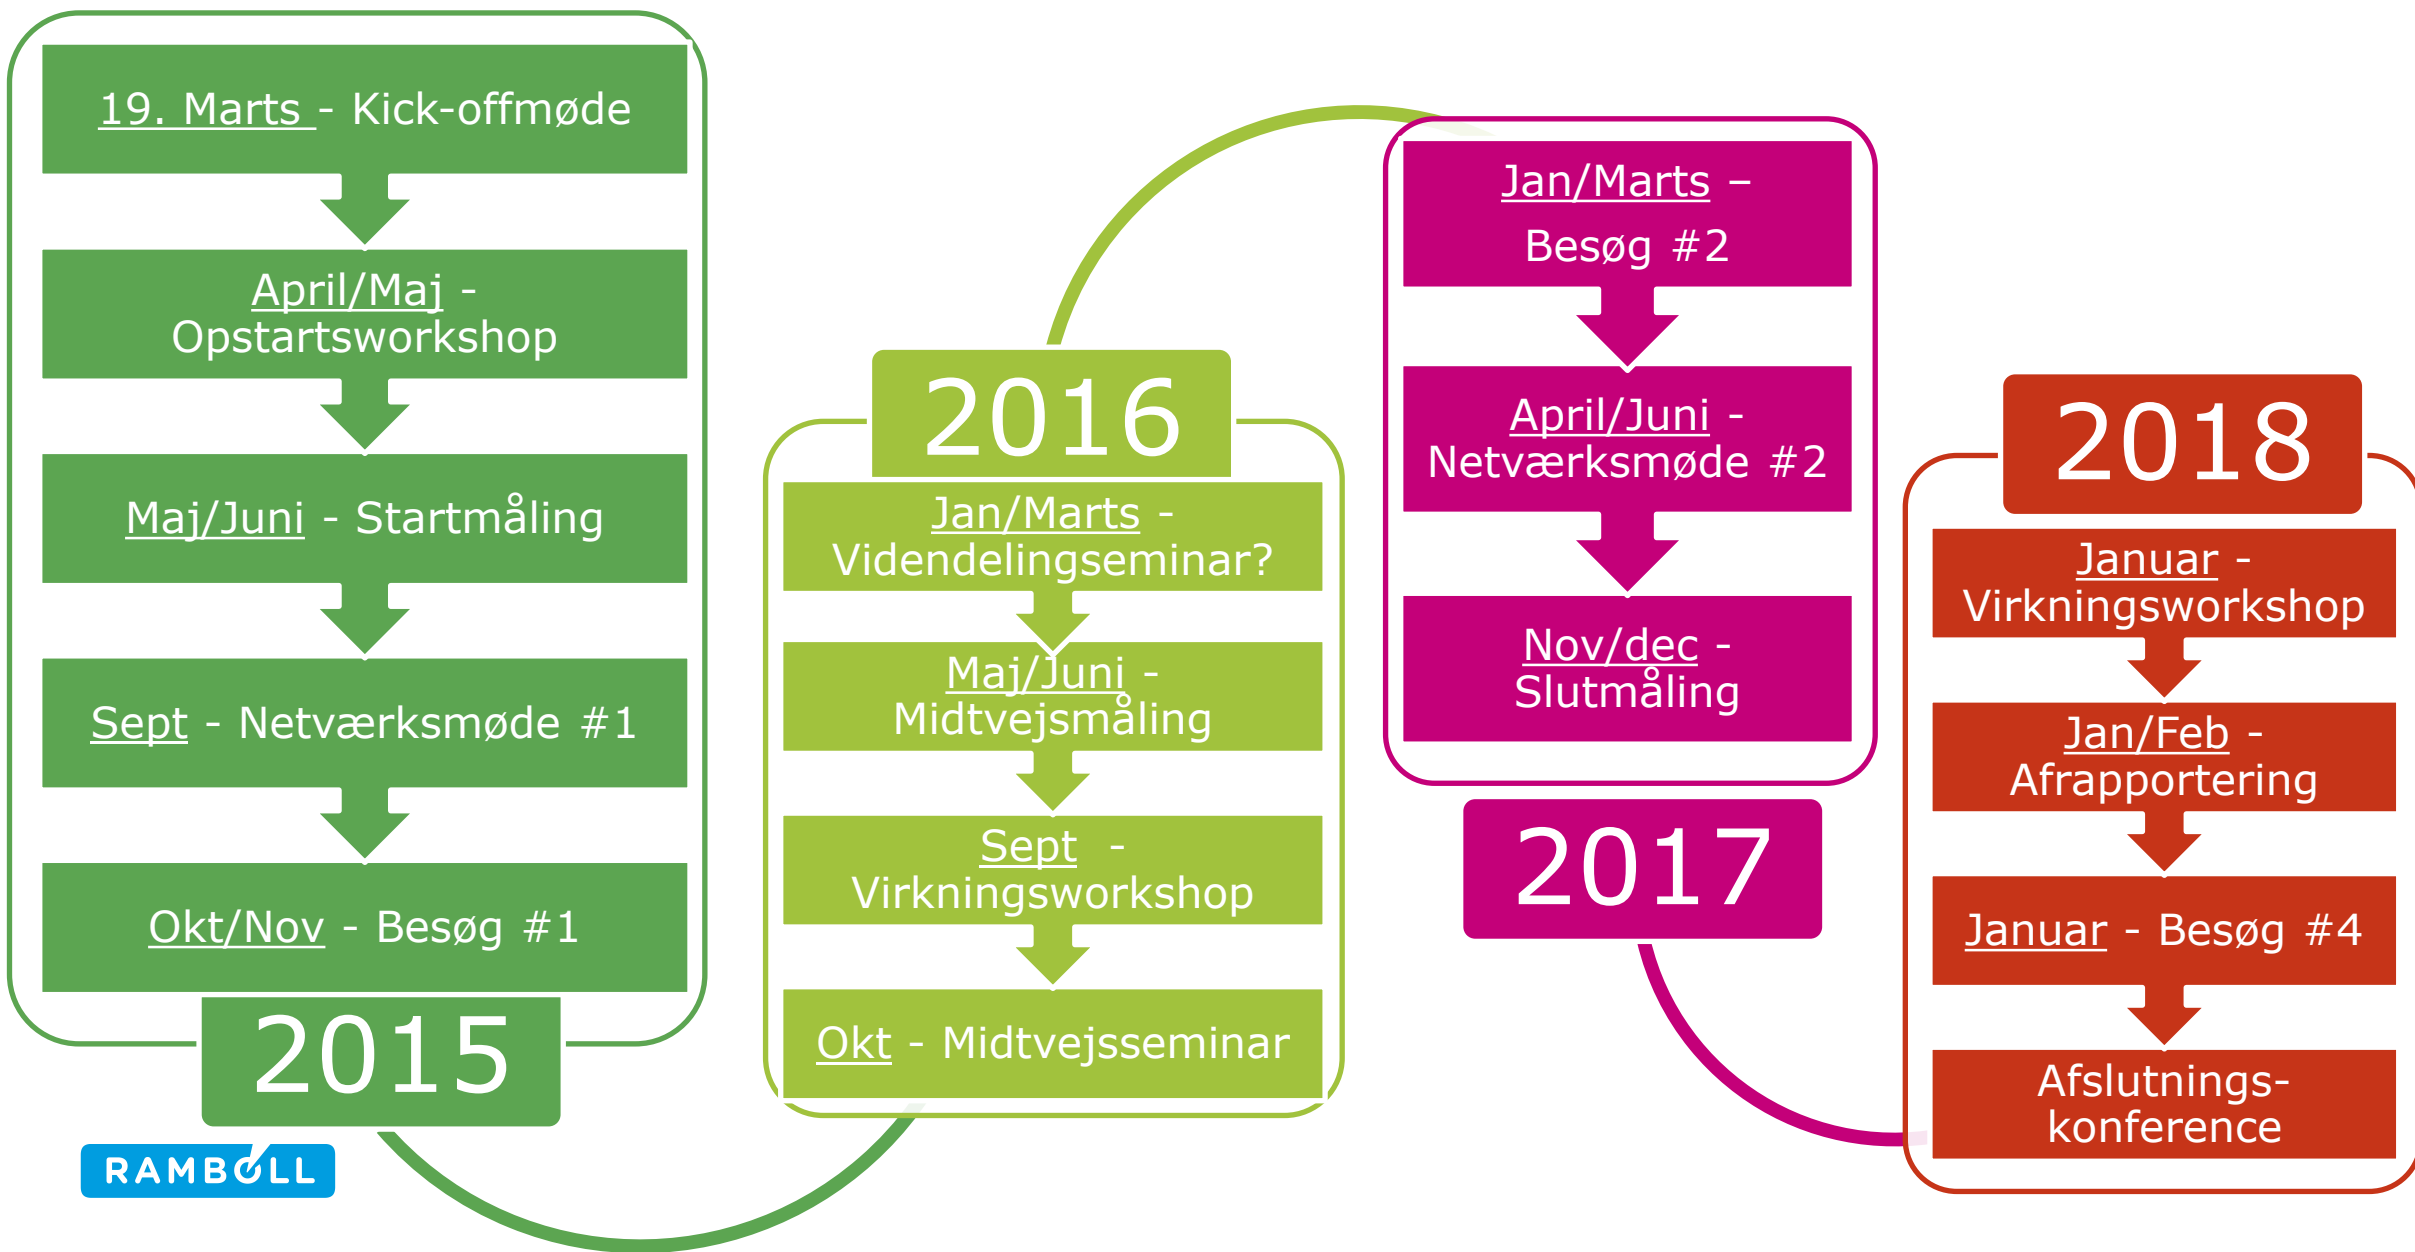 19. Marts - Kick-offmøde
April/Maj -
Opstartsworkshop
Maj/Juni - Startmåling
Sept - Netværksmøde #1
Okt/Nov - Besøg #1
2015
RAMBOLL
2016
Jan/Marts -
Videndelingseminar?
Maj/Juni -
Midtvejsmåling
Sept  -
Virkningsworkshop
Okt - Midtvejsseminar
Jan/Marts –
Besøg #2
April/Juni -
Netværksmøde #2
Nov/dec -
Slutmåling
2017
2018
Januar -
Virkningsworkshop
Jan/Feb -
Afrapportering
Januar - Besøg #4
Afslutnings-
konference